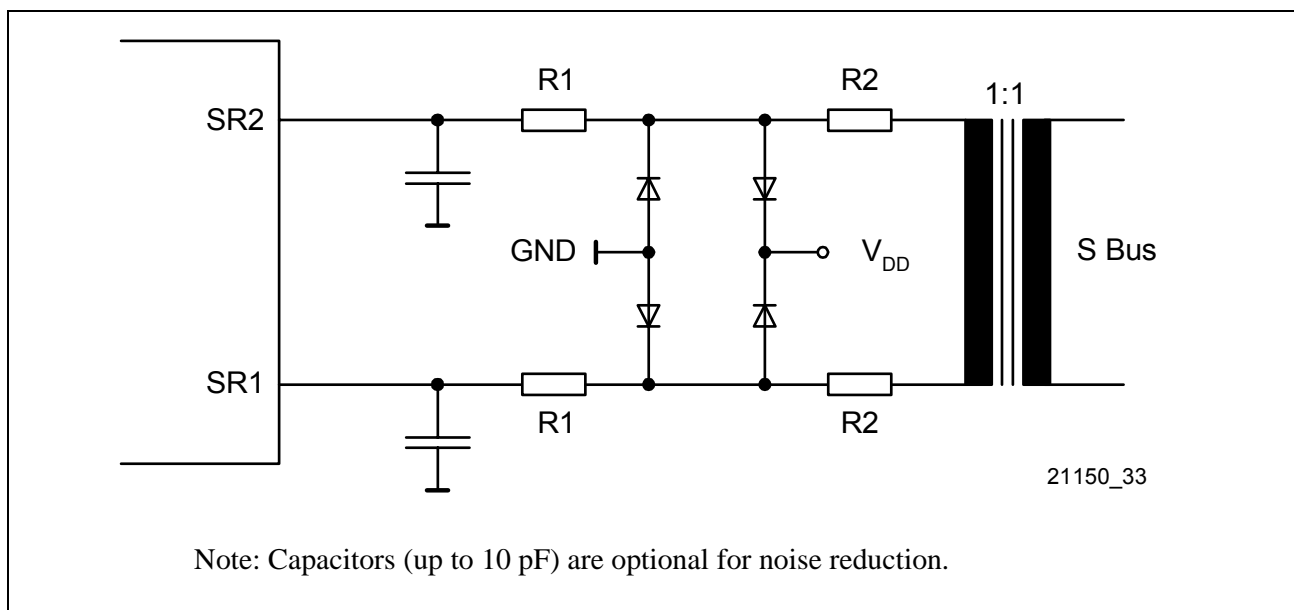 R1
R2
1:1
SR2
GND
V_DD
S Bus
SR1
R1
R2
21150_33
Note: Capacitors (up to 10 pF) are optional for noise reduction.